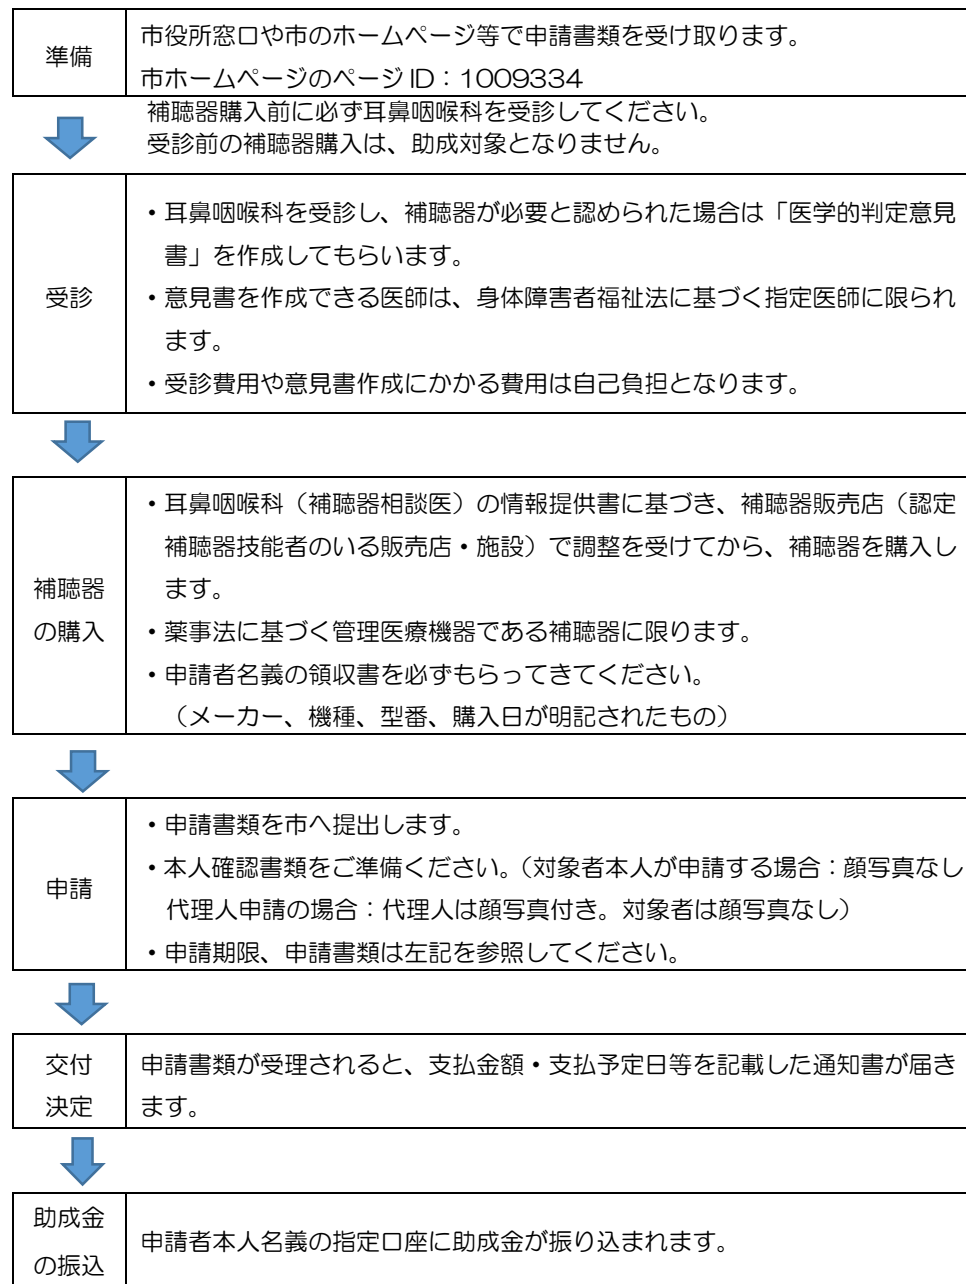 準備
市役所窓口や市のホームページ等で申請書類を受け取ります。
市ホームページのページ ID：1009334
補聴器購入前に必ず耳鼻咽喉科を受診してください。
受診前の補聴器購入は、助成対象となりません。
受診
・耳鼻咽喉科を受診し、補聴器が必要と認められた場合は「医学的判定意見
書」を作成してもらいます。
・意見書を作成できる医師は、身体障害者福祉法に基づく指定医師に限られ
ます。
・受診費用や意見書作成にかかる費用は自己負担となります。
補聴器
の購入
・耳鼻咽喉科（補聴器相談医）の情報提供書に基づき、補聴器販売店（認定
補聴器技能者のいる販売店・施設）で調整を受けてから、補聴器を購入し
ます。
・薬事法に基づく管理医療機器である補聴器に限ります。
・申請者名義の領収書を必ずもらってきてください。
（メーカー、機種、型番、購入日が明記されたもの）
申請
・申請書類を市へ提出します。
・本人確認書類をご準備ください。（対象者本人が申請する場合：顔写真なし
代理人申請の場合：代理人は顔写真付き。対象者は顔写真なし）
・申請期限、申請書類は左記を参照してください。
交付
決定
申請書類が受理されると、支払金額・支払予定日等を記載した通知書が届き
ます。
助成金
の振込
申請者本人名義の指定口座に助成金が振り込まれます。